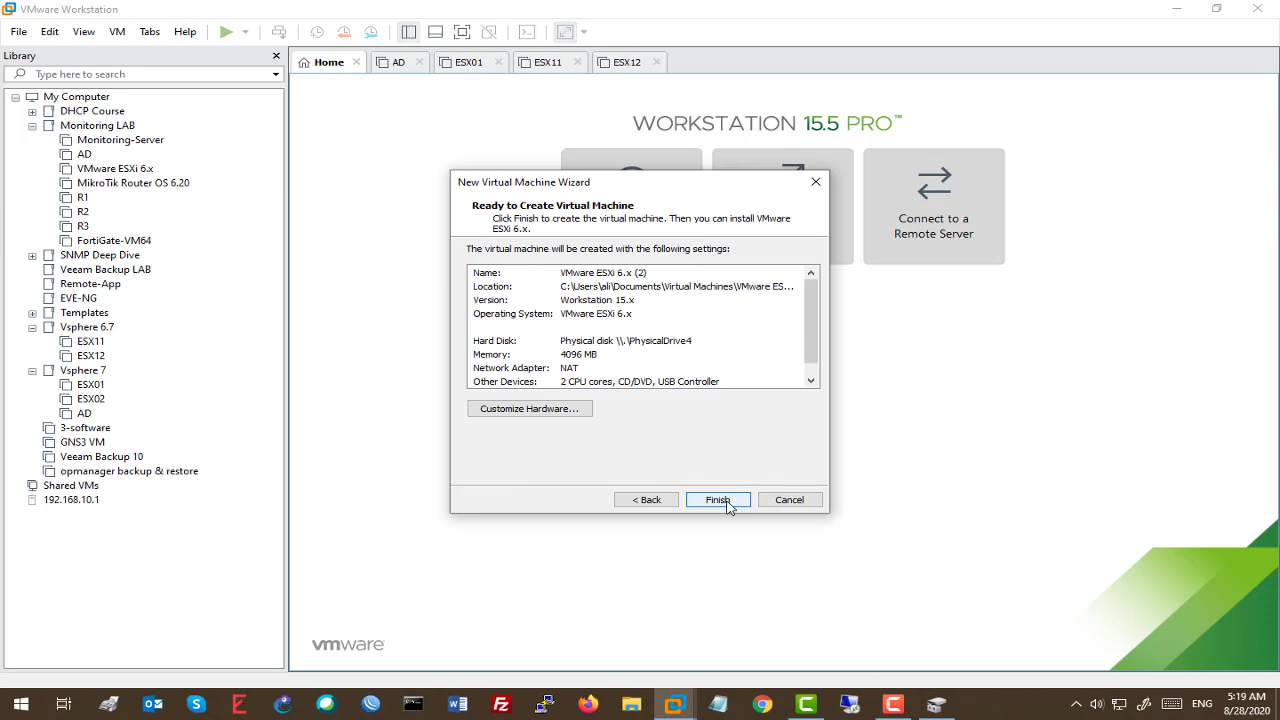 VMware Workstation
File Edit View VM Tabs Help
Library
Type here to search
My Computer
DHCP Course
Monitoring LAB
Monitoring-Server
AD
VMware ESXi 6.x
MikroTik Router OS 6.20
R1
R2
R3
FortiGate-VM64
SNMP Deep Dive
Veeam Backup LAB
Remote-App
EVE-NG
Templates
Vsphere 6.7
ESX11
ESX12
Vsphere 7
ESX01
ESX02
AD
3-software
GNS3 VM
Veeam Backup 10
opmanager backup & restore
Shared VMs
192.168.10.1
Home AD ESX01 ESX11 ESX12
WORKSTATION 15.5 PRO™
Connect to a
Remote Server
New Virtual Machine Wizard
Ready to Create Virtual Machine
Click Finish to create the virtual machine. Then you can install VMware
ESXi 6.x.
The virtual machine will be created with the following settings:
Name: VMware ESXi 6.x (2)
Location: C:\Users\ali\Documents\Virtual Machines\VMware ES...
Version: Workstation 15.x
Operating System: VMware ESXi 6.x
Hard Disk: Physical disk \\.\PhysicalDrive4
Memory: 4096 MB
Network Adapter: NAT
Other Devices: 2 CPU cores, CD/DVD, USB Controller
Customize Hardware...
< Back Finish Cancel
vmware
ENG
5:19 AM
8/28/2020